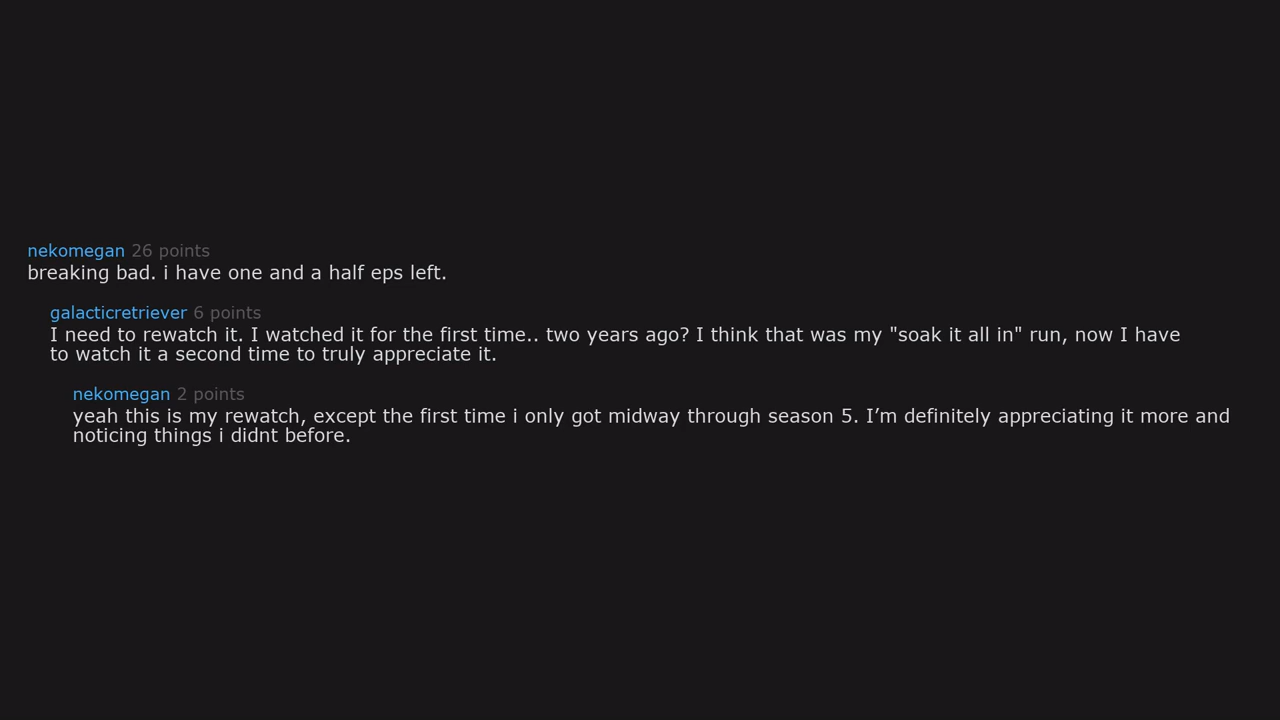 nekomegan 26 points
breaking bad. i have one and a half eps left.
galacticretriever 6 points
I need to rewatch it. I watched it for the first time.. two years ago? I think that was my "soak it all in" run, now I have
to watch it a second time to truly appreciate it.
nekomegan 2 points
yeah this is my rewatch, except the first time i only got midway through season 5. I’m definitely appreciating it more and
noticing things i didnt before.